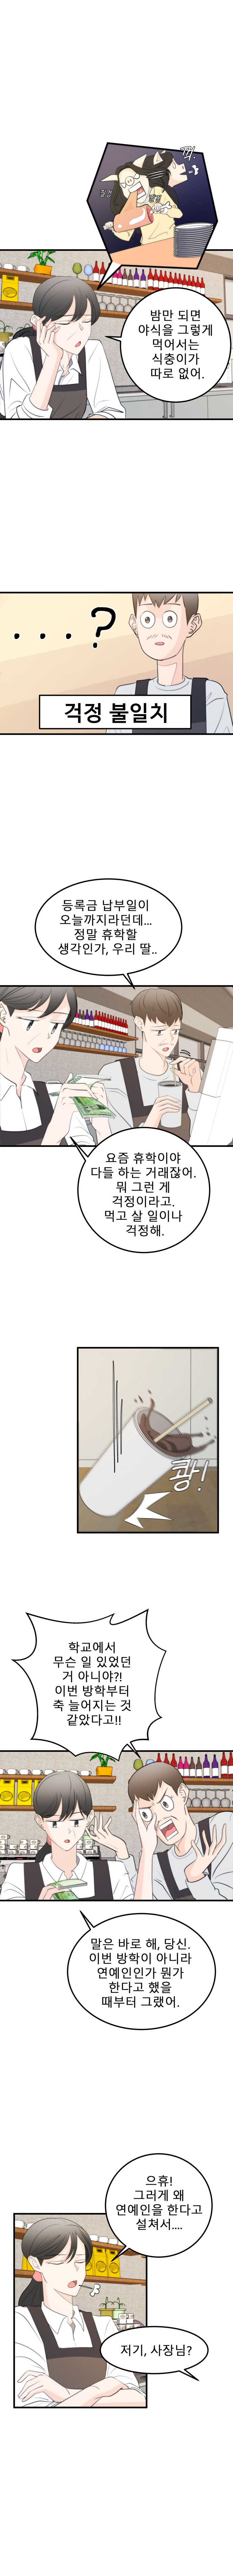 밤만 되면
야식을 그렇게
먹어서는
식충이가
따로 없어.
...?
걱정 불일치
등록금 납부일이
오늘까지라던데...
정말 휴학할
생각인가, 우리 딸..
요즘 휴학이야
다들 하는 거래잖어.
뭐 그런 게
걱정이라고.
먹고 살 일이나
걱정해.
쾅!
학교에서
무슨 일 있었던
거 아니야?!
이번 방학부터
축 늘어지는 것
같았다고!!
말은 바로 해, 당신.
이번 방학이 아니라
연예인인가 뭔가
한다고 했을
때부터 그랬어.
으휴!
그러게 왜
연예인을 한다고
설쳐서....
저기, 사장님?